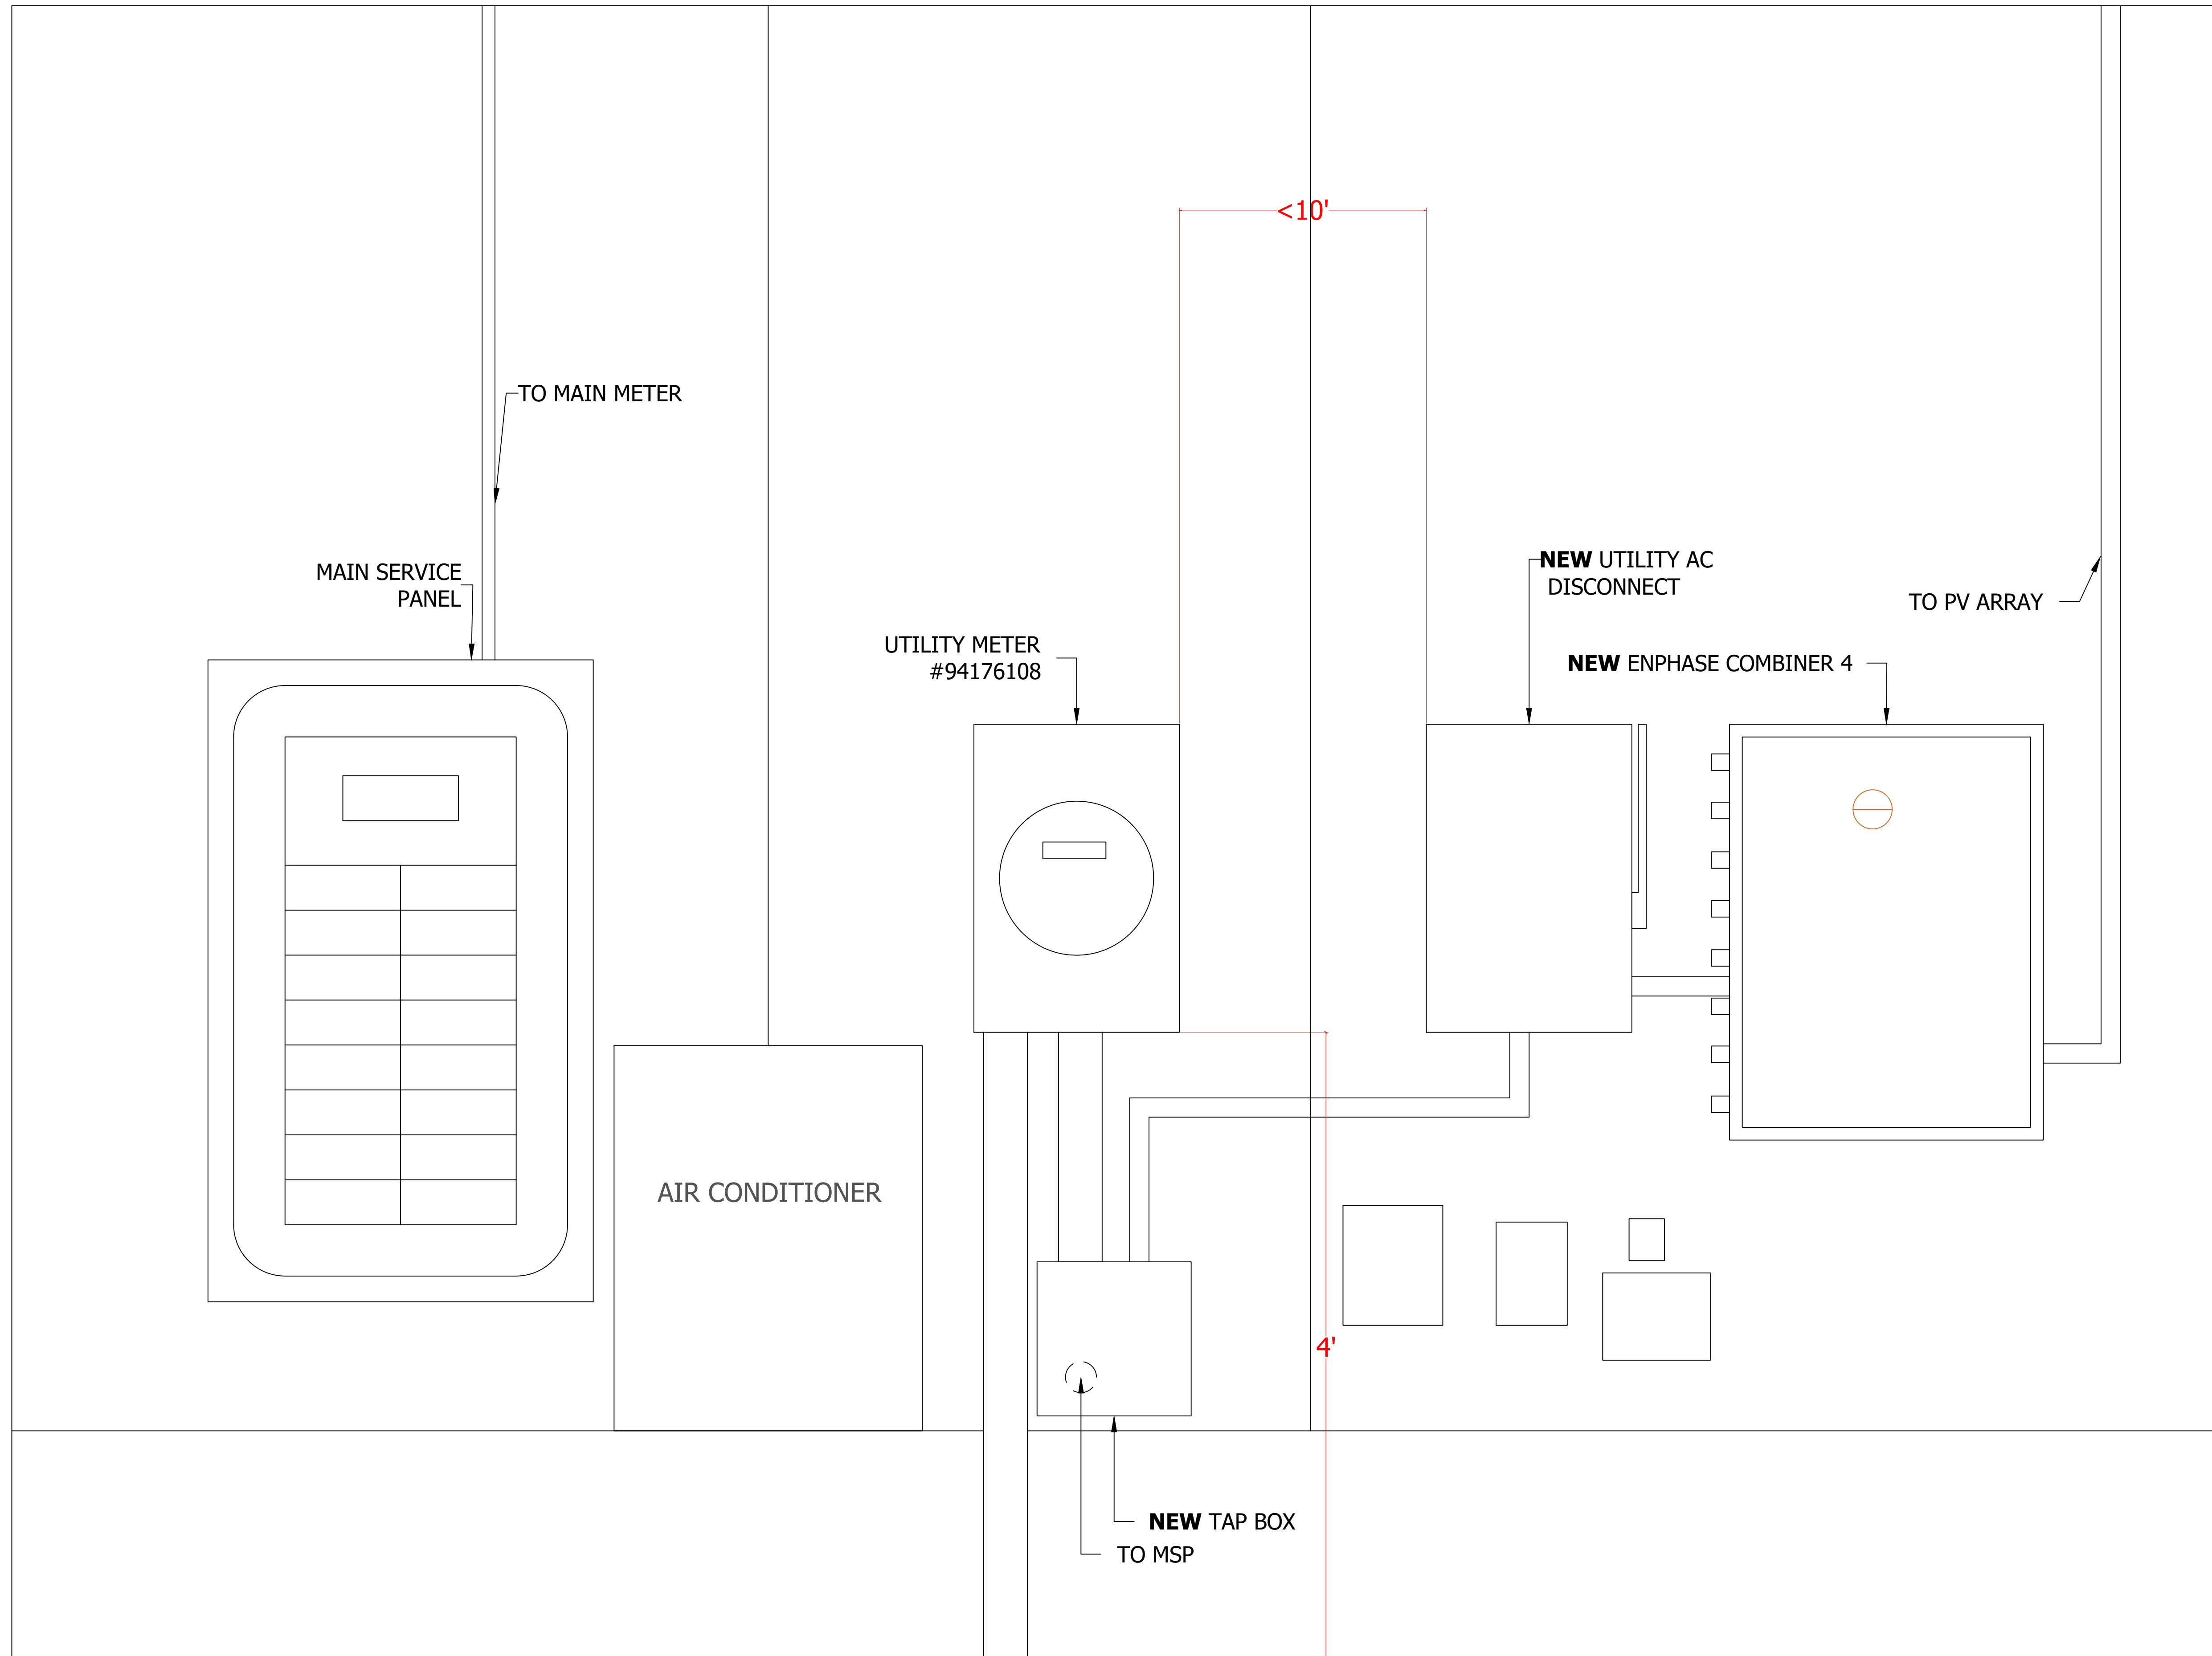 <10'
TO MAIN METER
MAIN SERVICE
PANEL
UTILITY METER
#94176108
NEW UTILITY AC
DISCONNECT
TO PV ARRAY
NEW ENPHASE COMBINER 4
AIR CONDITIONER
4'
NEW TAP BOX
TO MSP